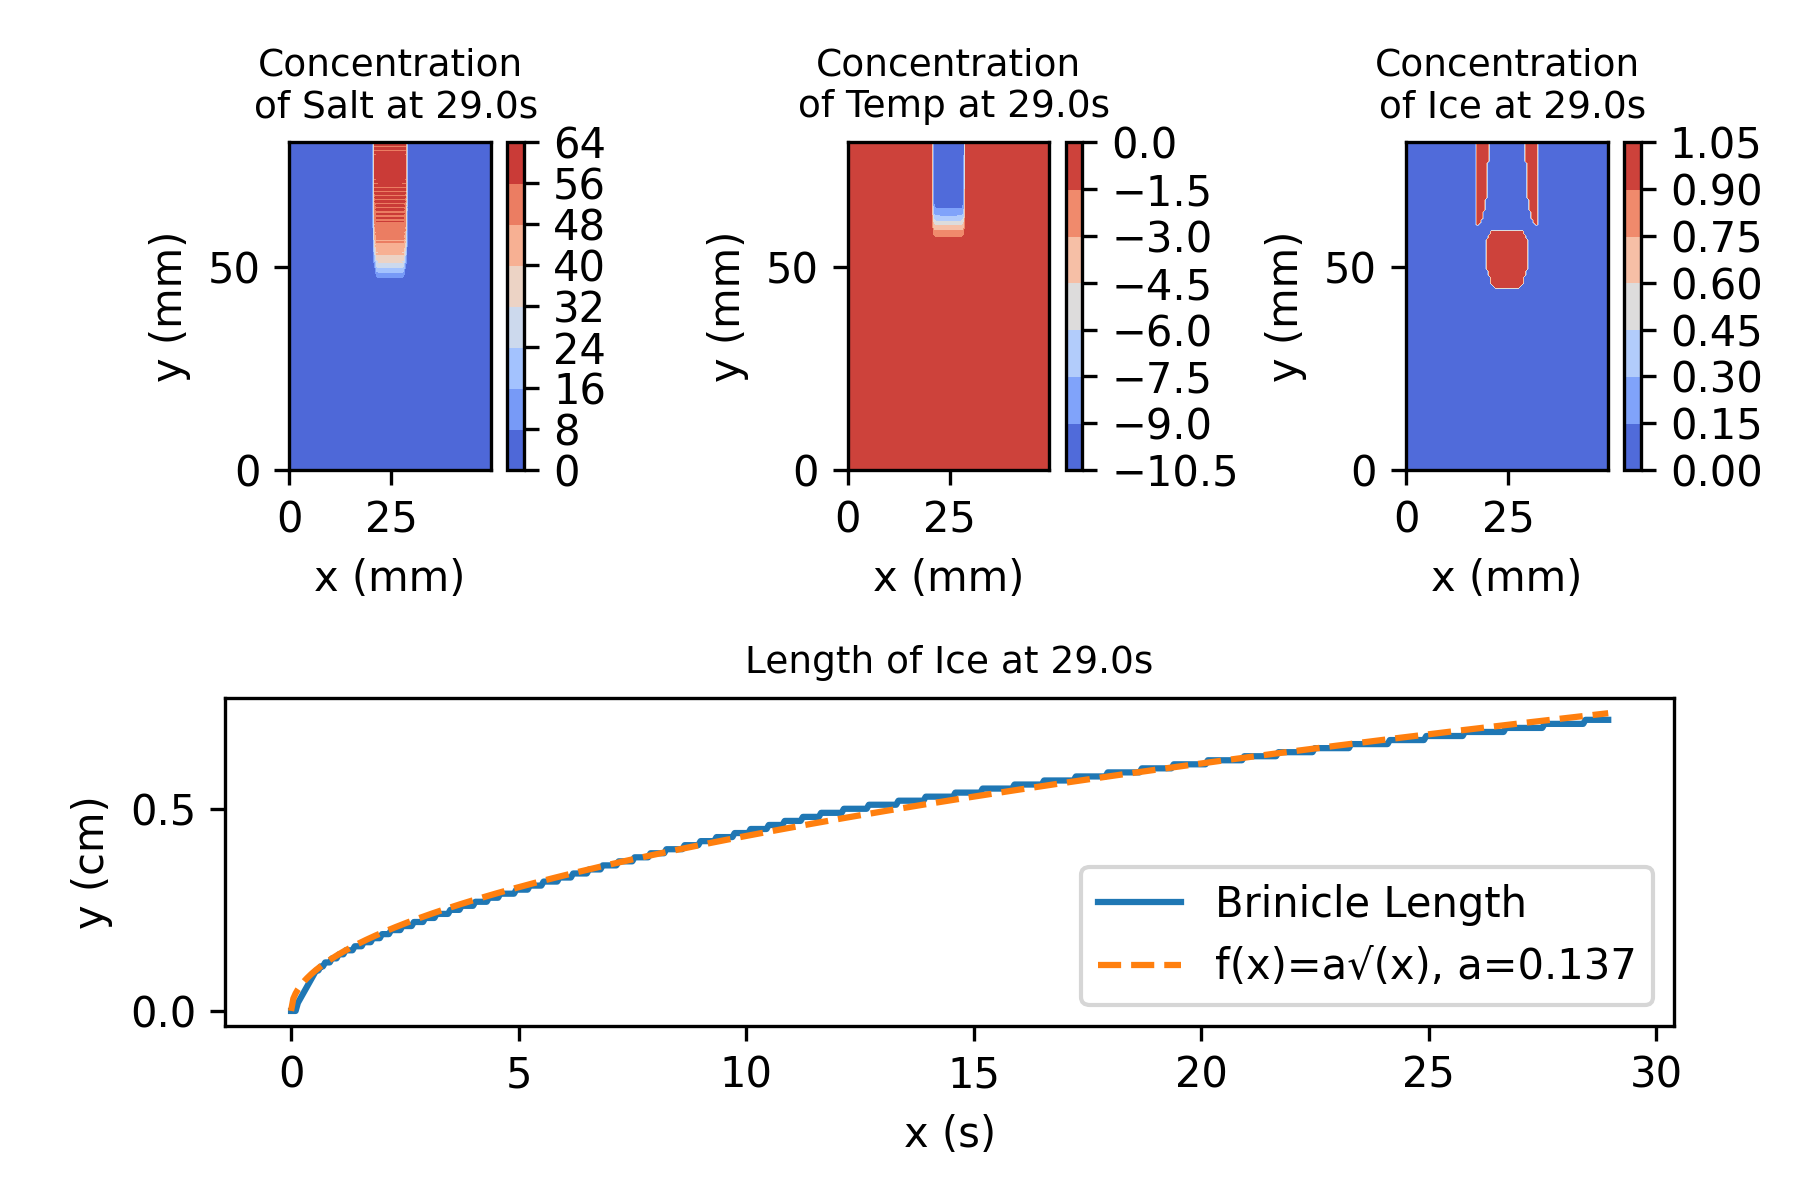 Concentration
of Salt at 29.0s
Concentration
of Temp at 29.0s
Concentration
of Ice at 29.0s
y (mm)
50
0
0
25
x (mm)
64
56
48
40
32
24
16
8
0
y (mm)
50
0
0
25
x (mm)
0.0
−1.5
−3.0
−4.5
−6.0
−7.5
−9.0
−10.5
y (mm)
50
0
0
25
x (mm)
1.05
0.90
0.75
0.60
0.45
0.30
0.15
0.00
Length of Ice at 29.0s
y (cm)
0.5
0.0
Brinicle Length
f(x)=a√(x), a=0.137
0
5
10
15
20
25
30
x (s)